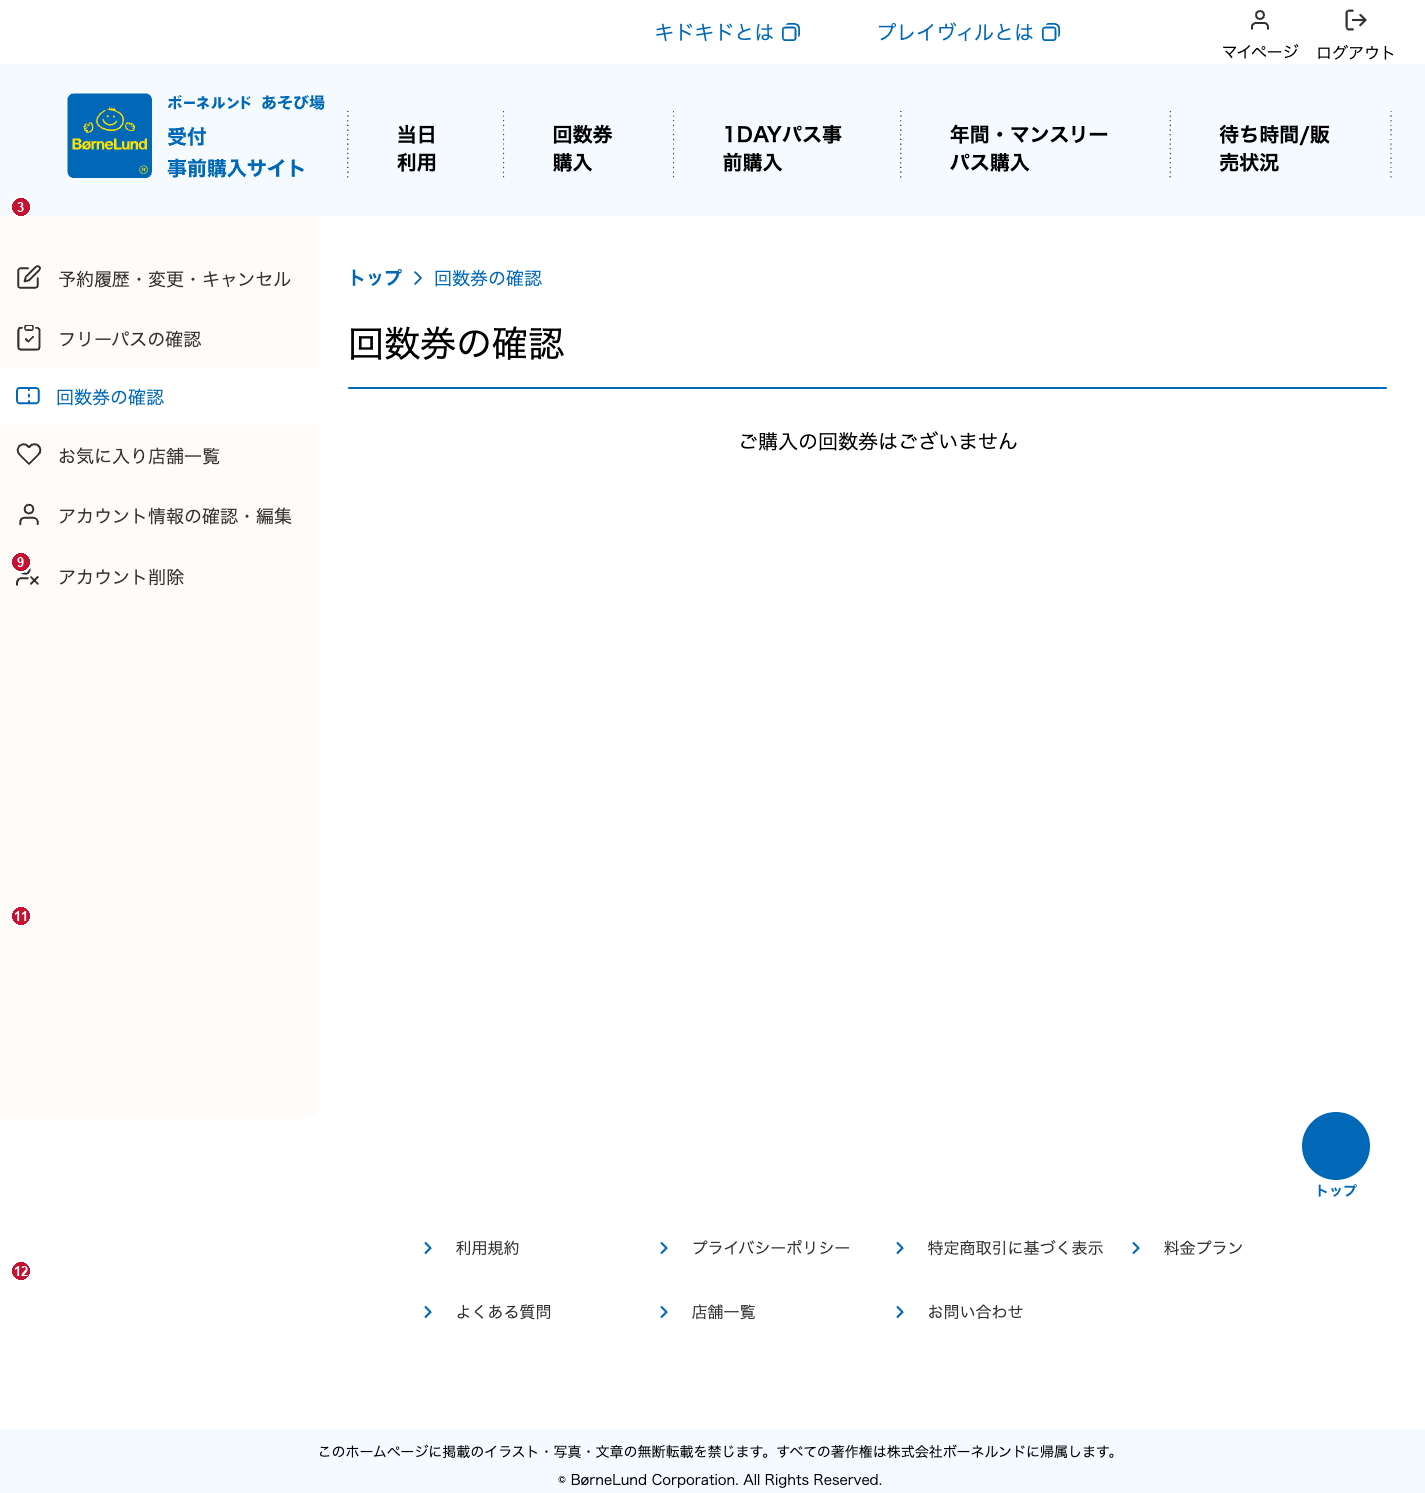 キドキドとは
プレイヴィルとは
マイページ
ログアウト
BørneLund
®
ボーネルンド あそび場
受付
事前購入サイト
当日
利用
回数券
購入
1DAYパス事
前購入
年間・マンスリー
パス購入
待ち時間/販
売状況
3
予約履歴・変更・キャンセル
フリーパスの確認
回数券の確認
お気に入り店舗一覧
アカウント情報の確認・編集
9
アカウント削除
11
12
トップ 回数券の確認
回数券の確認
ご購入の回数券はございません
トップ
利用規約
プライバシーポリシー
特定商取引に基づく表示
料金プラン
よくある質問
店舗一覧
お問い合わせ
このホームページに掲載のイラスト・写真・文章の無断転載を禁じます。すべての著作権は株式会社ボーネルンドに帰属します。
© BørneLund Corporation. All Rights Reserved.